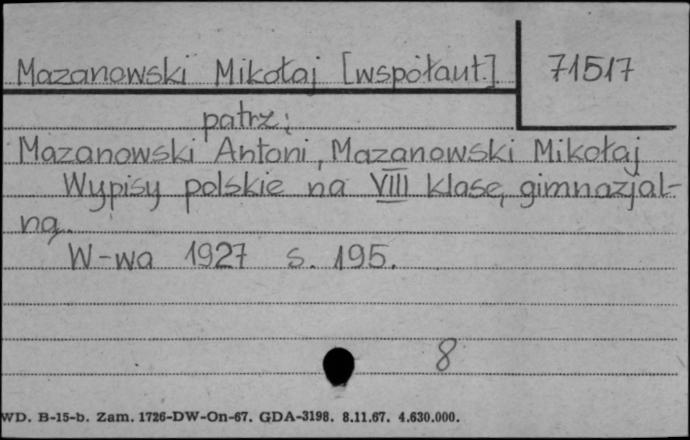 Mazanowski Mikołaj [współaut.] 71517
patrz:
Mazanowski Antoni, Mazanowski Mikołaj
Wypisy polskie na VIII klasę gimnazjal-
ną.
W-wa 1927 s. 195.
8
WD. B-15-b. Zam. 1726-DW-On-67. GDA-3198. 8.11.67. 4.630.000.